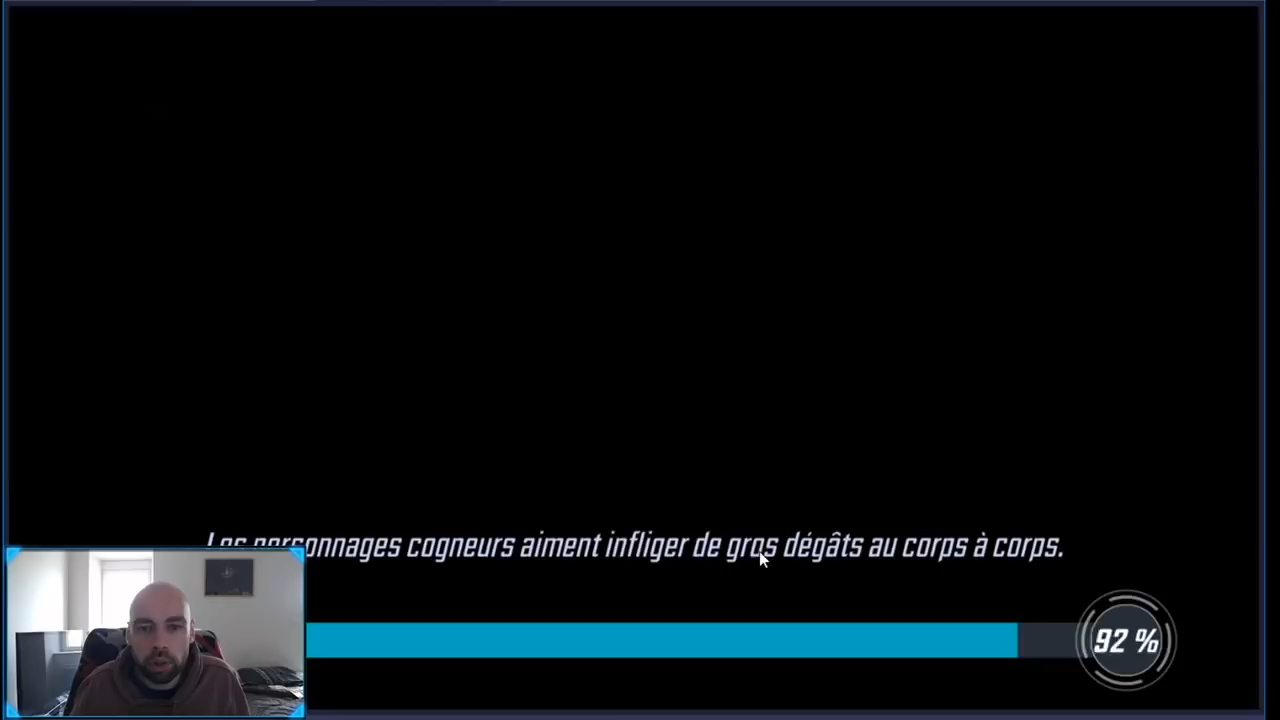 Les personnages cogneurs aiment infliger de gros dégâts au corps à corps.
92 %